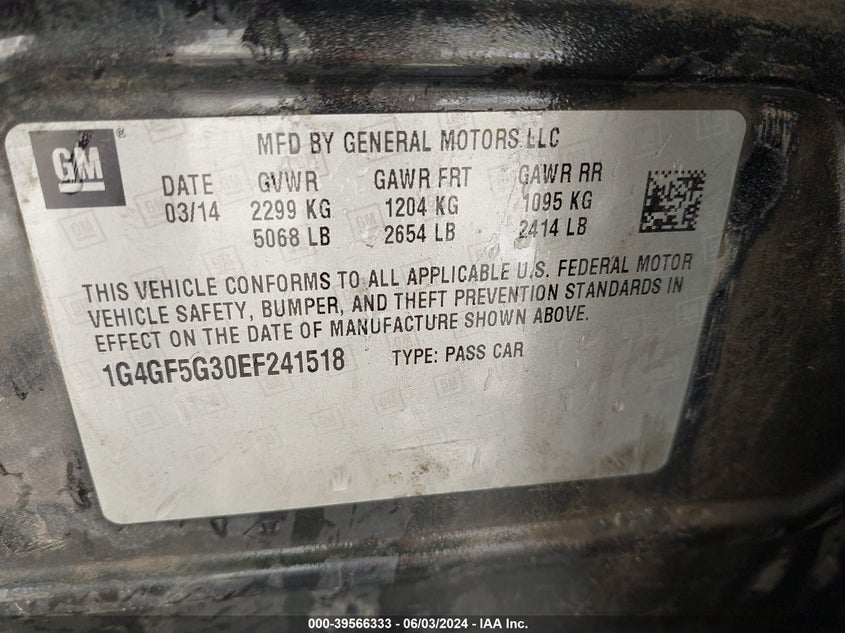 GM ®
MFD BY GENERAL MOTORS LLC
DATE GVWR GAWR FRT GAWR RR
03/14 2299 KG 1204 KG 1095 KG
5068 LB 2654 LB 2414 LB
THIS VEHICLE CONFORMS TO ALL APPLICABLE U.S. FEDERAL MOTOR
VEHICLE SAFETY, BUMPER, AND THEFT PREVENTION STANDARDS IN
EFFECT ON THE DATE OF MANUFACTURE SHOWN ABOVE.
1G4GF5G30EF241518 TYPE: PASS CAR
000-39566333 - 06/03/2024 - IAA Inc.